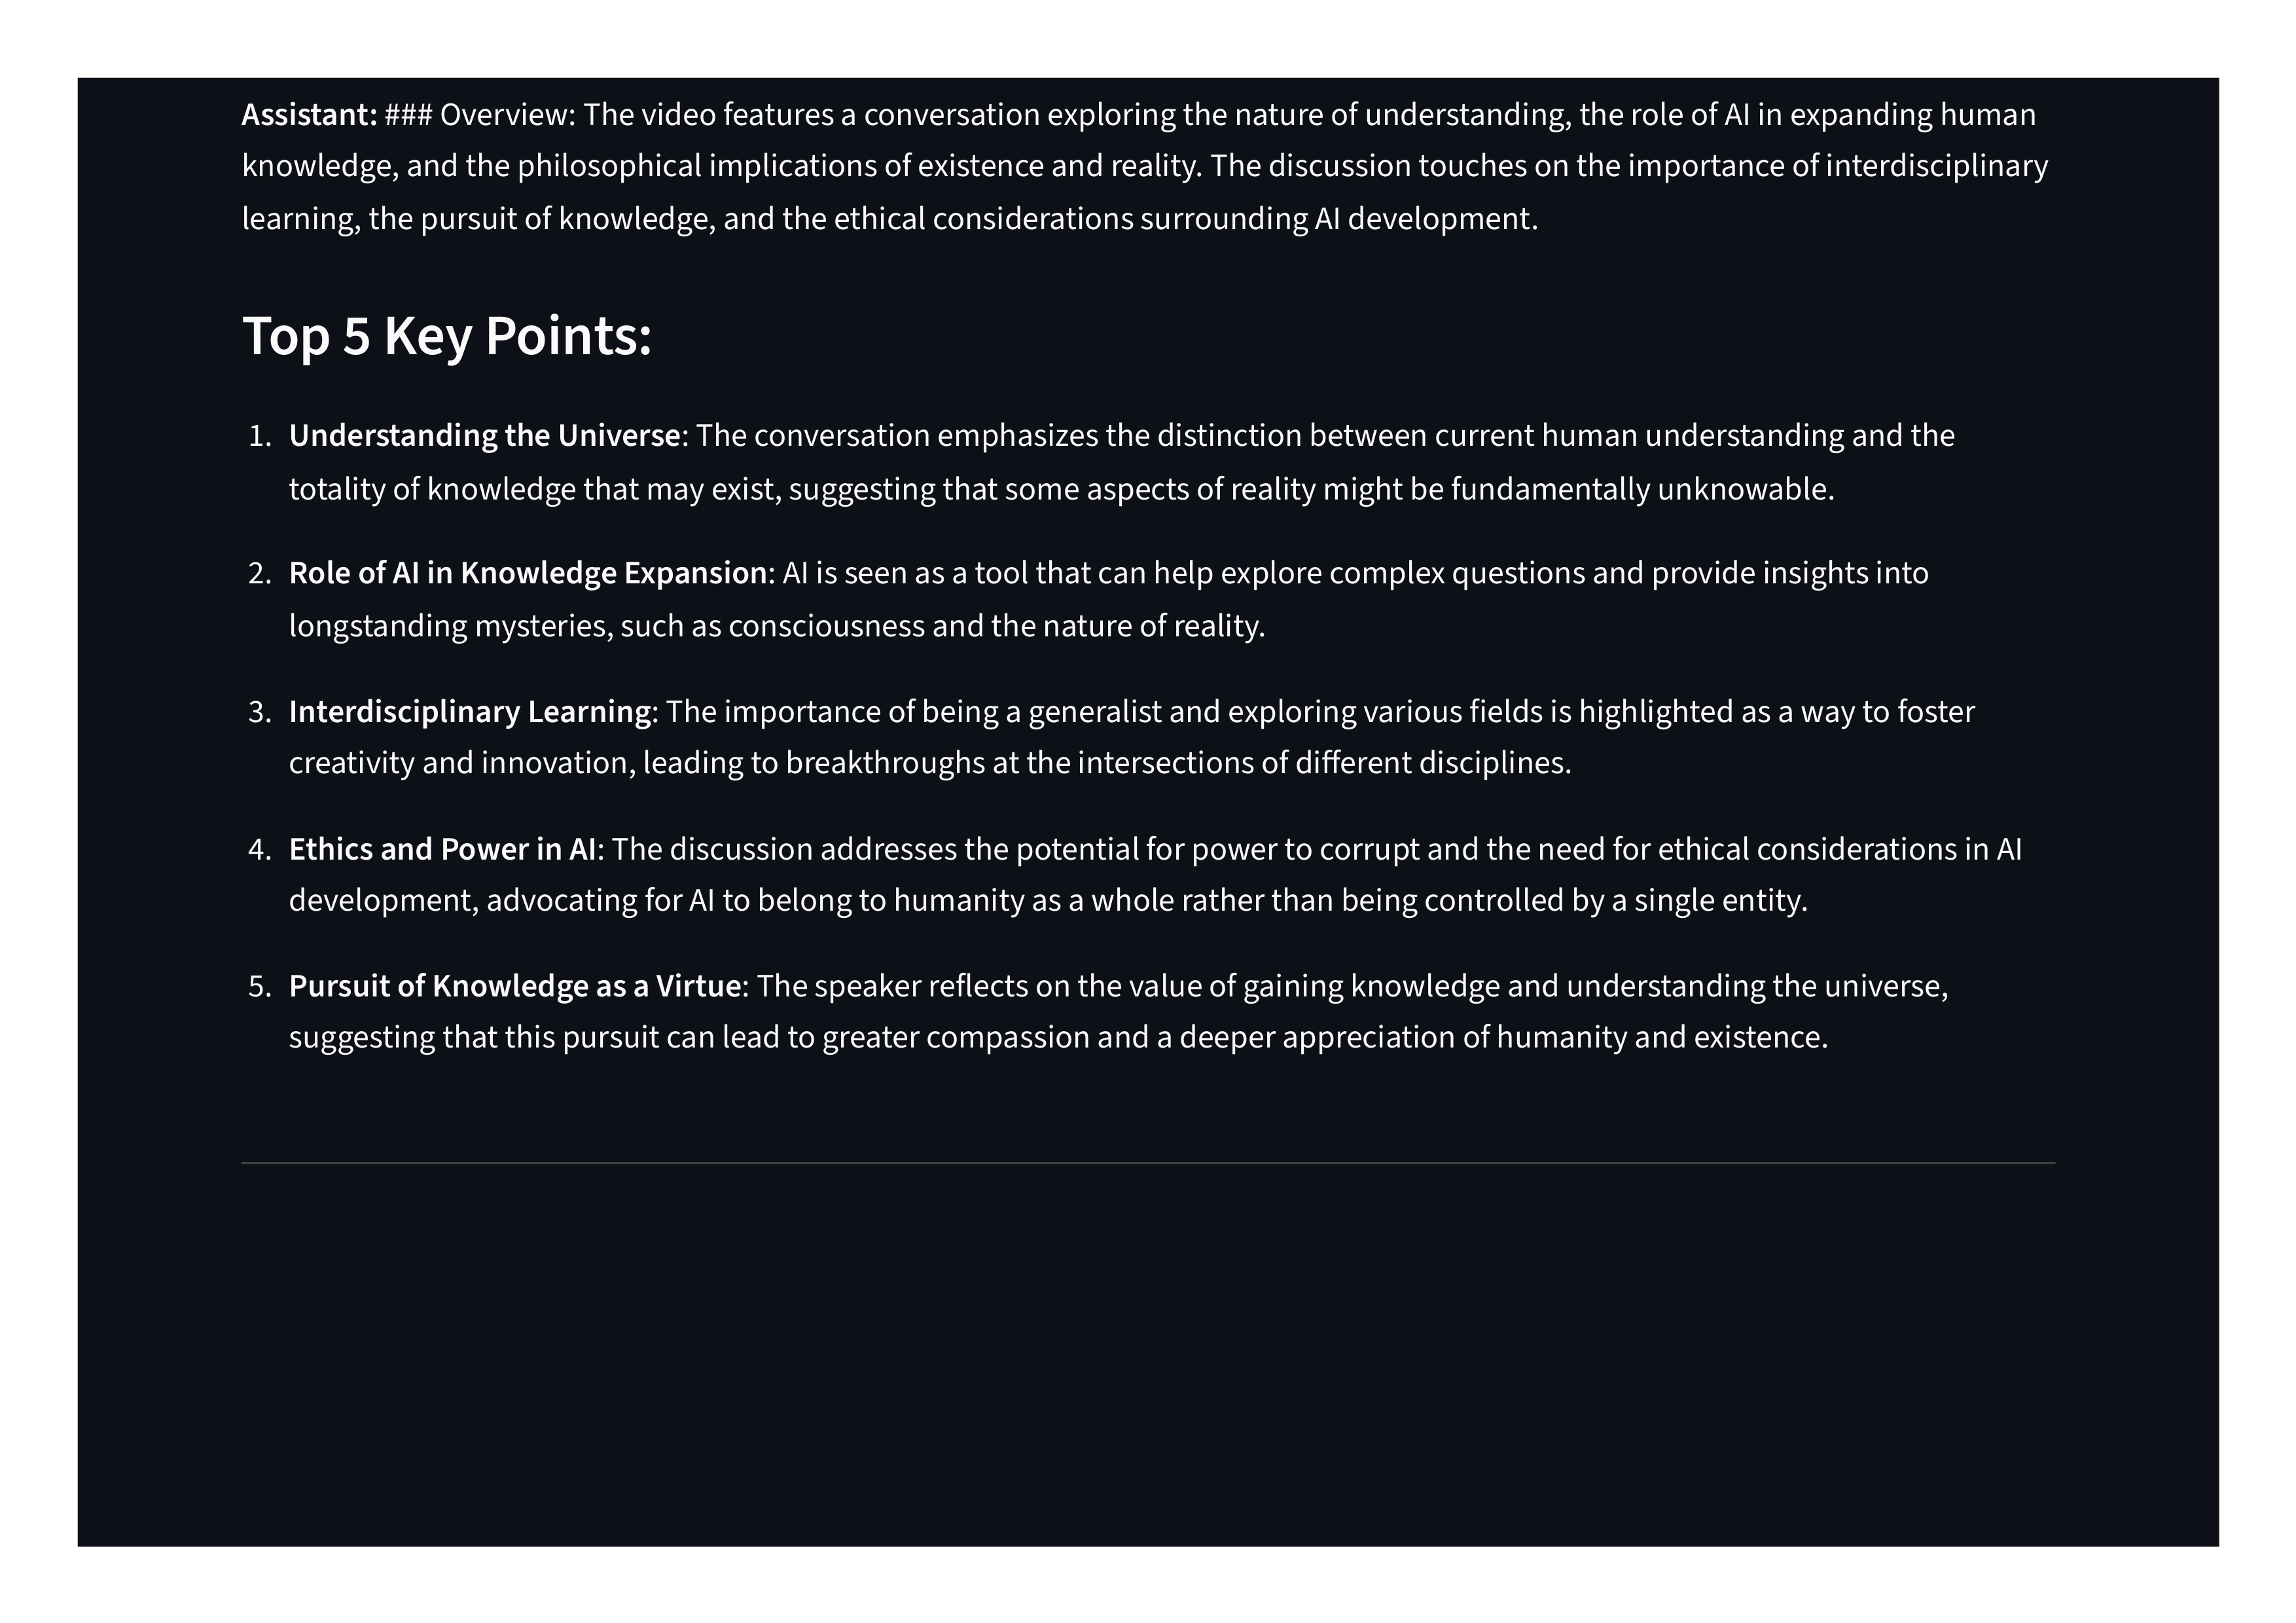 Assistant: ### Overview: The video features a conversation exploring the nature of understanding, the role of AI in expanding human
knowledge, and the philosophical implications of existence and reality. The discussion touches on the importance of interdisciplinary
learning, the pursuit of knowledge, and the ethical considerations surrounding AI development.
Top 5 Key Points:
1. Understanding the Universe: The conversation emphasizes the distinction between current human understanding and the
totality of knowledge that may exist, suggesting that some aspects of reality might be fundamentally unknowable.
2. Role of AI in Knowledge Expansion: AI is seen as a tool that can help explore complex questions and provide insights into
longstanding mysteries, such as consciousness and the nature of reality.
3. Interdisciplinary Learning: The importance of being a generalist and exploring various fields is highlighted as a way to foster
creativity and innovation, leading to breakthroughs at the intersections of different disciplines.
4. Ethics and Power in AI: The discussion addresses the potential for power to corrupt and the need for ethical considerations in AI
development, advocating for AI to belong to humanity as a whole rather than being controlled by a single entity.
5. Pursuit of Knowledge as a Virtue: The speaker reflects on the value of gaining knowledge and understanding the universe,
suggesting that this pursuit can lead to greater compassion and a deeper appreciation of humanity and existence.